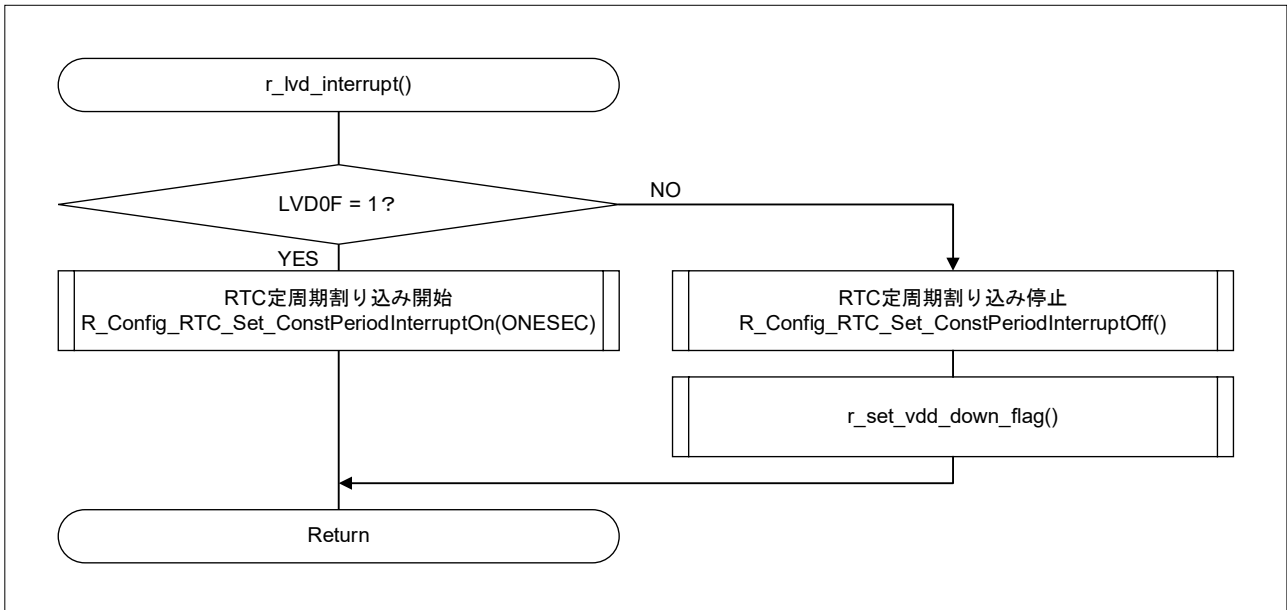 r_lvd_interrupt()
LVD0F = 1?
NO
YES
RTC定周期割り込み開始
R_Config_RTC_Set_ConstPeriodInterruptOn(ONESEC)
RTC定周期割り込み停止
R_Config_RTC_Set_ConstPeriodInterruptOff()
r_set_vdd_down_flag()
Return